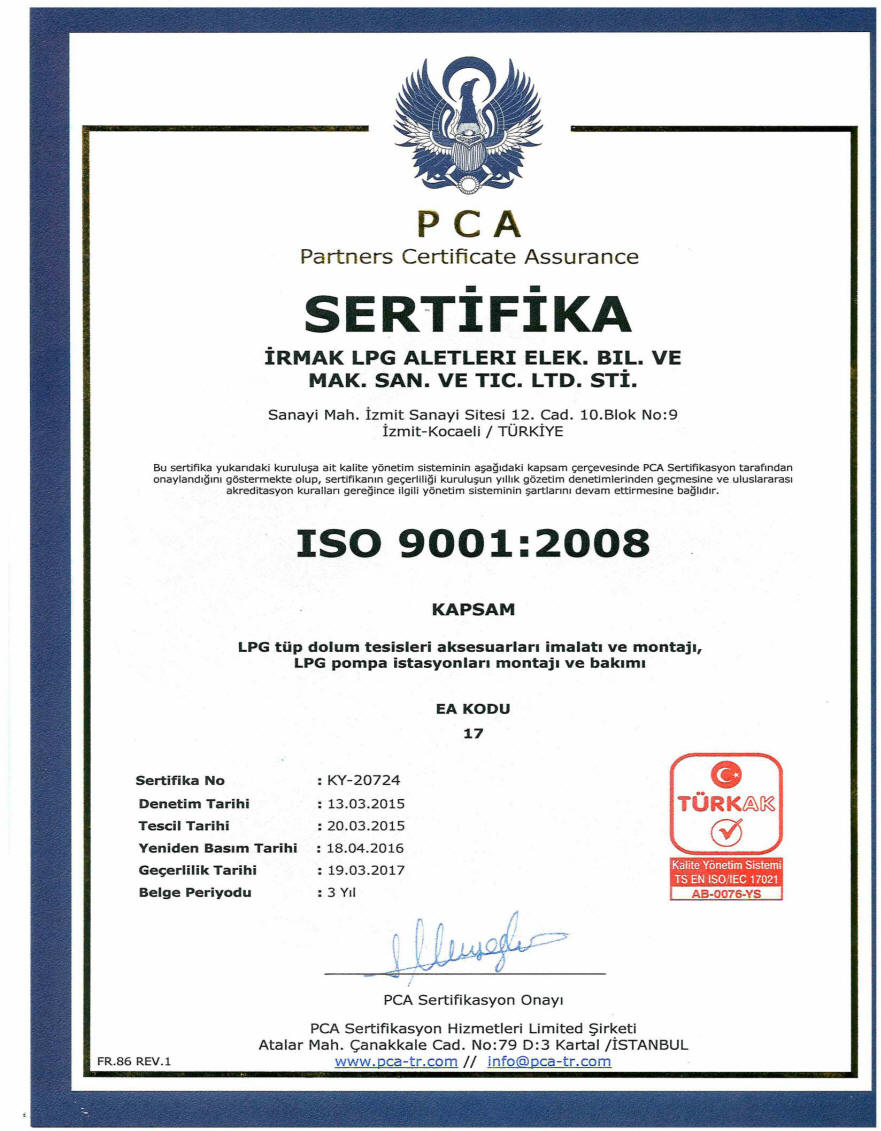 PCA
Partners Certificate Assurance
SERTİFİKA
İRMAK LPG ALETLERI ELEK. BIL. VE
MAK. SAN. VE TIC. LTD. STİ.
Sanayi Mah. İzmit Sanayi Sitesi 12. Cad. 10.Blok No:9
İzmit-Kocaeli / TÜRKİYE
Bu sertifika yukarıdaki kuruluşa ait kalite yönetim sisteminin aşağıdaki kapsam çerçevesinde PCA Sertifikasyon tarafından
onaylandığını göstermekte olup, sertifikanın geçerliliği kuruluşun yıllık gözetim denetimlerinden geçmesine ve uluslararası
akreditasyon kuralları gereğince ilgili yönetim sisteminin şartlarını devam ettirmesine bağlıdır.
ISO 9001:2008
KAPSAM
LPG tüp dolum tesisleri aksesuarları imalatı ve montajı,
LPG pompa istasyonları montajı ve bakımı
EA KODU
17
Sertifika No : KY-20724
Denetim Tarihi : 13.03.2015
Tescil Tarihi : 20.03.2015
Yeniden Basım Tarihi : 18.04.2016
Geçerlilik Tarihi : 19.03.2017
Belge Periyodu : 3 Yıl
TÜRKAK
Kalite Yönetim Sistemi
TS EN ISO/IEC 17021
AB-0076-YS
PCA Sertifikasyon Onayı
PCA Sertifikasyon Hizmetleri Limited Şirketi
Atalar Mah. Çanakkale Cad. No:79 D:3 Kartal /İSTANBUL
www.pca-tr.com // info@pca-tr.com
FR.86 REV.1